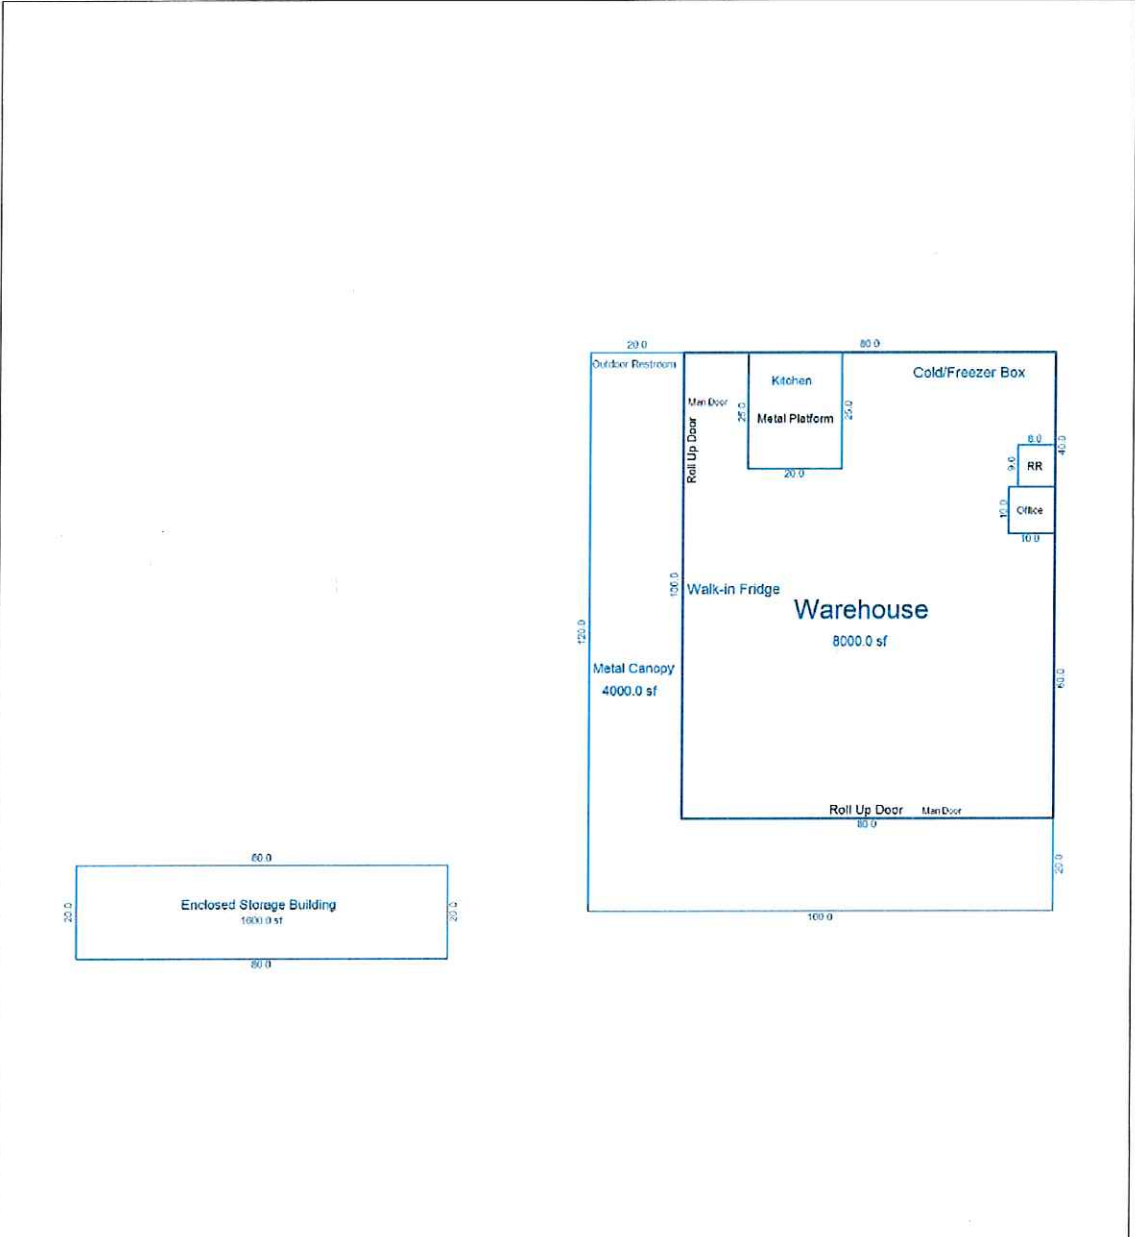 20.0
80.0
Outdoor Restroom
Kitchen
Cold/Freezer Box
Man Door
25.0
25.0
Metal Platform
Roll Up Door
8.0
40.0
9.0
RR
20.0
10.0
Office
10.0
100.0
Walk-in Fridge
Warehouse
8000.0 sf
120.0
Metal Canopy
4000.0 sf
60.0
Roll Up Door
Man Door
80.0
20.0
100.0
80.0
20.0
Enclosed Storage Building
1600.0 sf
20.0
80.0